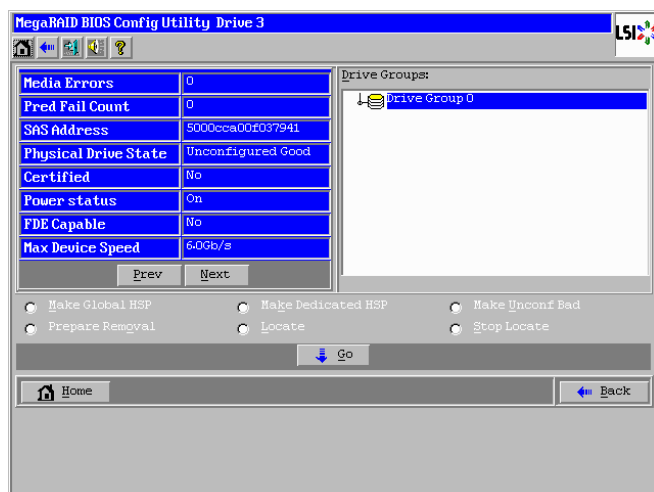 MegaRAID BIOS Config Utility Drive 3
LSI
Media Errors 0
Pred Fail Count 0
SAS Address 5000cca00f037941
Physical Drive State Unconfigured Good
Certified No
Power status On
FDE Capable No
Max Device Speed 6.0Gb/s
Prev Next
Drive Groups:
Drive Group 0
Make Global HSP Make Dedicated HSP Make Unconf Bad
Prepare Removal Locate Stop Locate
Go
Home Back